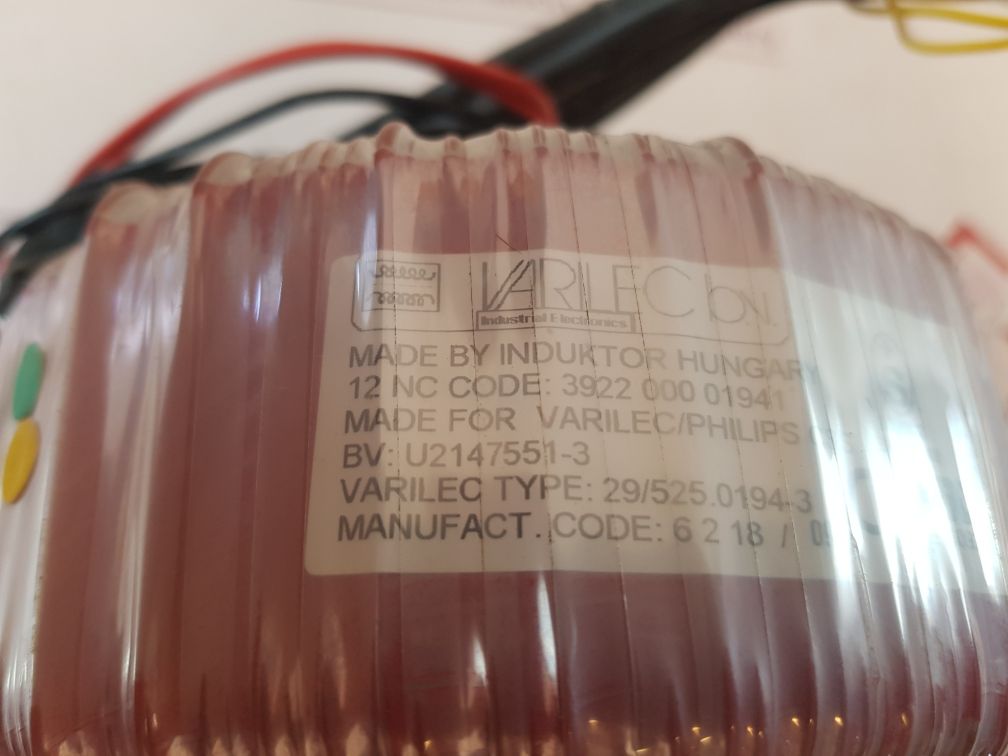 VARILEC b.v.
Industrial Electronics
MADE BY INDUKTOR HUNGARY
12 NC CODE: 3922 000 01941
MADE FOR VARILEC/PHILIPS
BV: U2147551-3
VARILEC TYPE: 29/525.0194-3
MANUFACT. CODE: 6 2 18 /